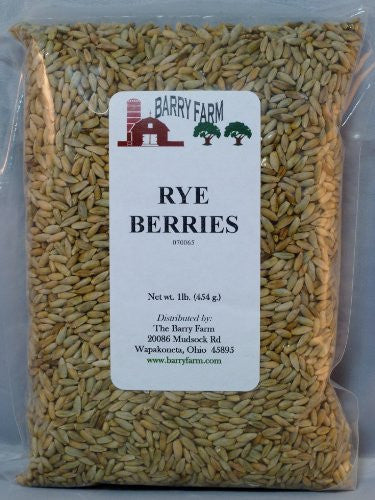 BARRY FARM
RYE
BERRIES
070065
Net wt. 1lb. (454 g.)
Distributed by:
The Barry Farm
20086 Mudsock Rd
Wapakoneta, Ohio 45895
www.barryfarm.com